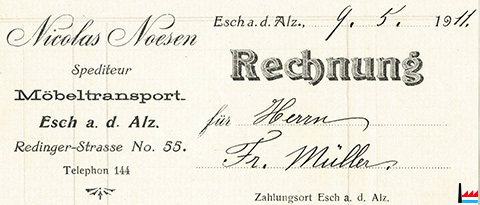 Nicolas Noesen
Spediteur
Möbeltransport.
Esch a. d. Alz.
Redinger-Strasse No. 55.
Telephon 144
Esch a. d. Alz., 9. 5. 1911.
Rechnung
für Herrn
Fr. Müller.
Zahlungsort Esch a. d. Alz.